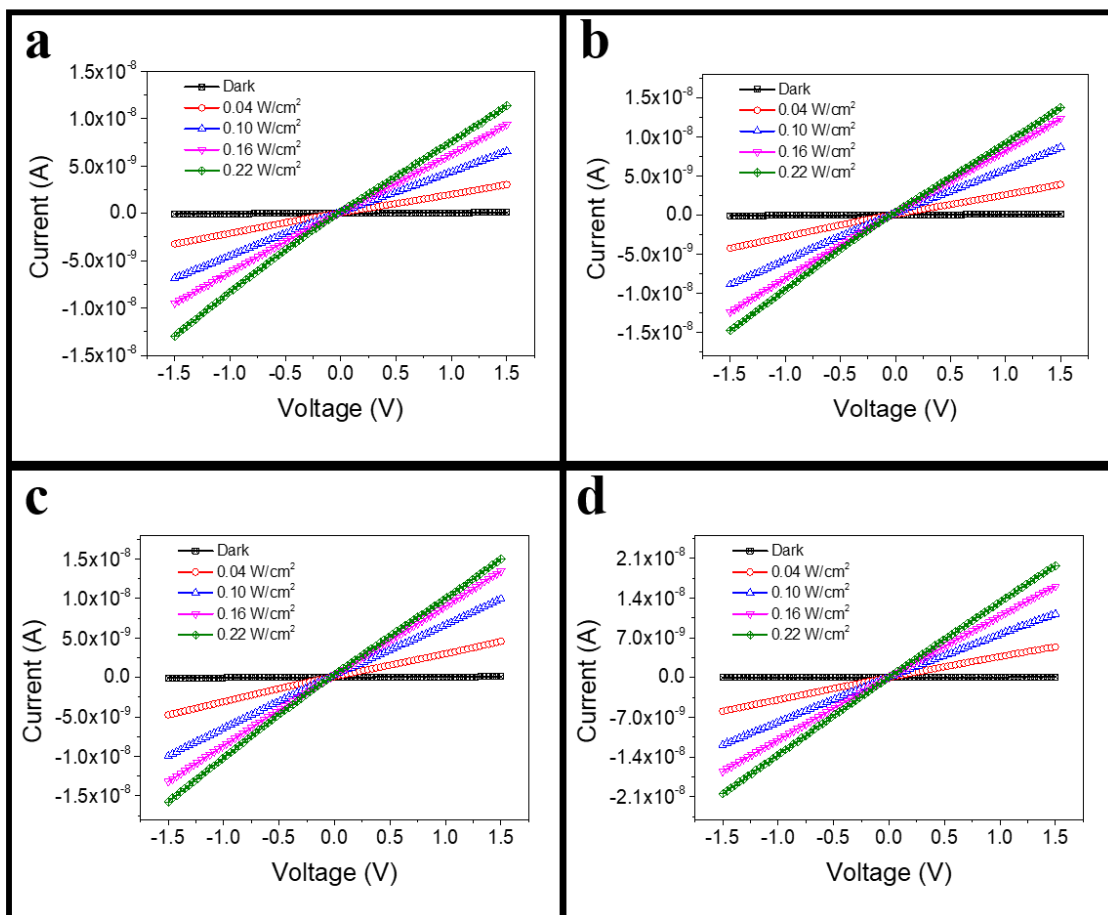 a
1.5x10⁻⁸
1.0x10⁻⁸
5.0x10⁻⁹
0.0
-5.0x10⁻⁹
-1.0x10⁻⁸
-1.5x10⁻⁸
Current (A)
Dark
0.04 W/cm²
0.10 W/cm²
0.16 W/cm²
0.22 W/cm²
-1.5 -1.0 -0.5 0.0 0.5 1.0 1.5
Voltage (V)
b
1.5x10⁻⁸
1.0x10⁻⁸
5.0x10⁻⁹
0.0
-5.0x10⁻⁹
-1.0x10⁻⁸
-1.5x10⁻⁸
Current (A)
Dark
0.04 W/cm²
0.10 W/cm²
0.16 W/cm²
0.22 W/cm²
-1.5 -1.0 -0.5 0.0 0.5 1.0 1.5
Voltage (V)
c
1.5x10⁻⁸
1.0x10⁻⁸
5.0x10⁻⁹
0.0
-5.0x10⁻⁹
-1.0x10⁻⁸
-1.5x10⁻⁸
Current (A)
Dark
0.04 W/cm²
0.10 W/cm²
0.16 W/cm²
0.22 W/cm²
-1.5 -1.0 -0.5 0.0 0.5 1.0 1.5
Voltage (V)
d
2.1x10⁻⁸
1.4x10⁻⁸
7.0x10⁻⁹
0.0
-7.0x10⁻⁹
-1.4x10⁻⁸
-2.1x10⁻⁸
Current (A)
Dark
0.04 W/cm²
0.10 W/cm²
0.16 W/cm²
0.22 W/cm²
-1.5 -1.0 -0.5 0.0 0.5 1.0 1.5
Voltage (V)